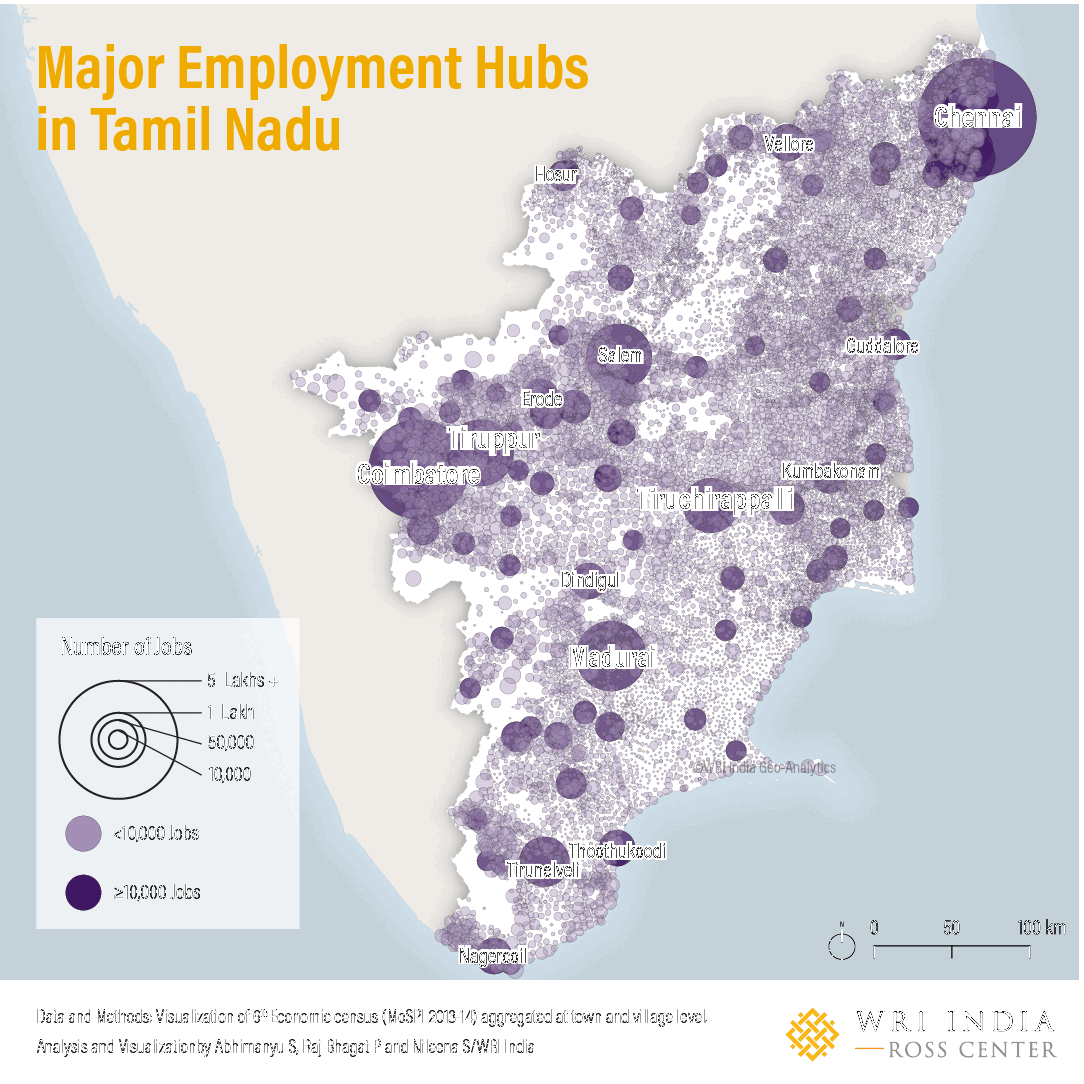 Major Employment Hubs
in Tamil Nadu
Chennai
Vellore
Hosur
Cuddalore
Salem
Erode
Tiruppur
Coimbatore
Kumbakonam
Tiruchirappalli
Dindigul
Madurai
©WRI India Geo-Analytics
Thoothukoodi
Tirunelveli
Nagercoil
Number of Jobs
5 Lakhs +
1 Lakh
50,000
10,000
<10,000 Jobs
≥10,000 Jobs
N
0 50 100 km
Data and Methods: Visualization of 6th Economic census (MoSPI 2013-14) aggregated at town and village level.
Analysis and Visualization by Abhimanyu S, Raj Bhagat P and Nileena S/WRI India
WRI INDIA
ROSS CENTER